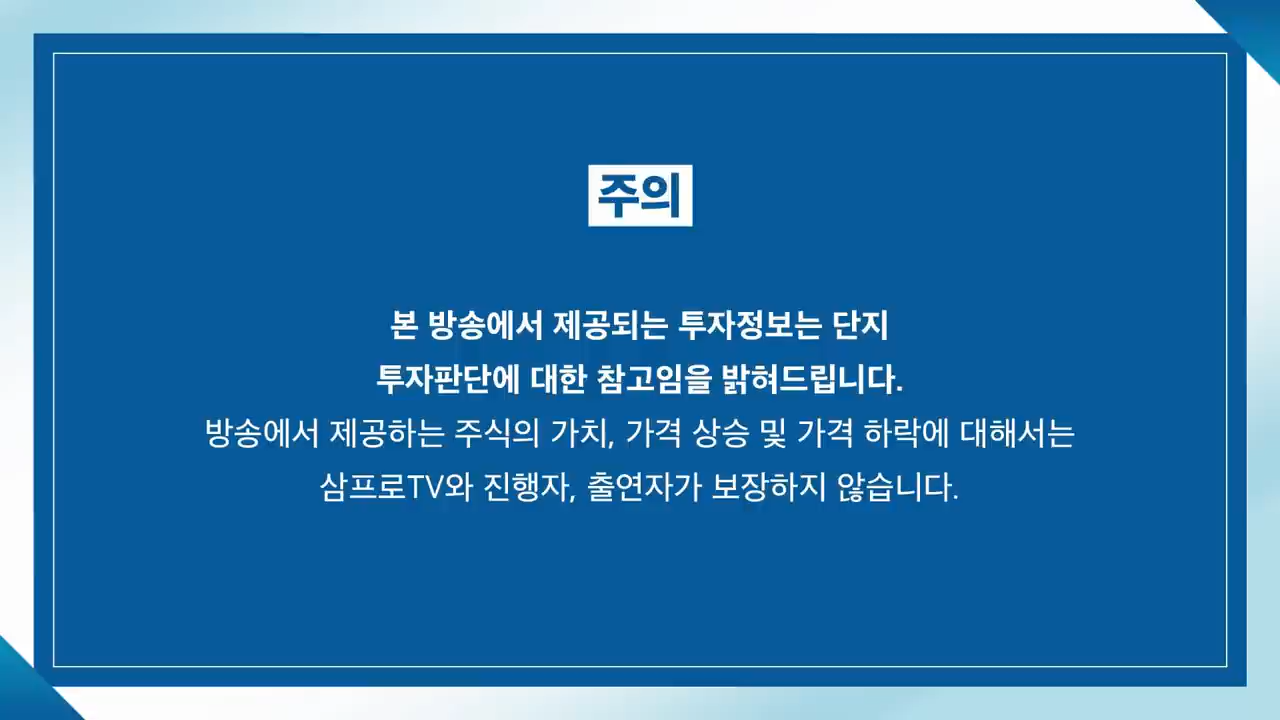 주의
본 방송에서 제공되는 투자정보는 단지
투자판단에 대한 참고임을 밝혀드립니다.
방송에서 제공하는 주식의 가치, 가격 상승 및 가격 하락에 대해서는
삼프로TV와 진행자, 출연자가 보장하지 않습니다.